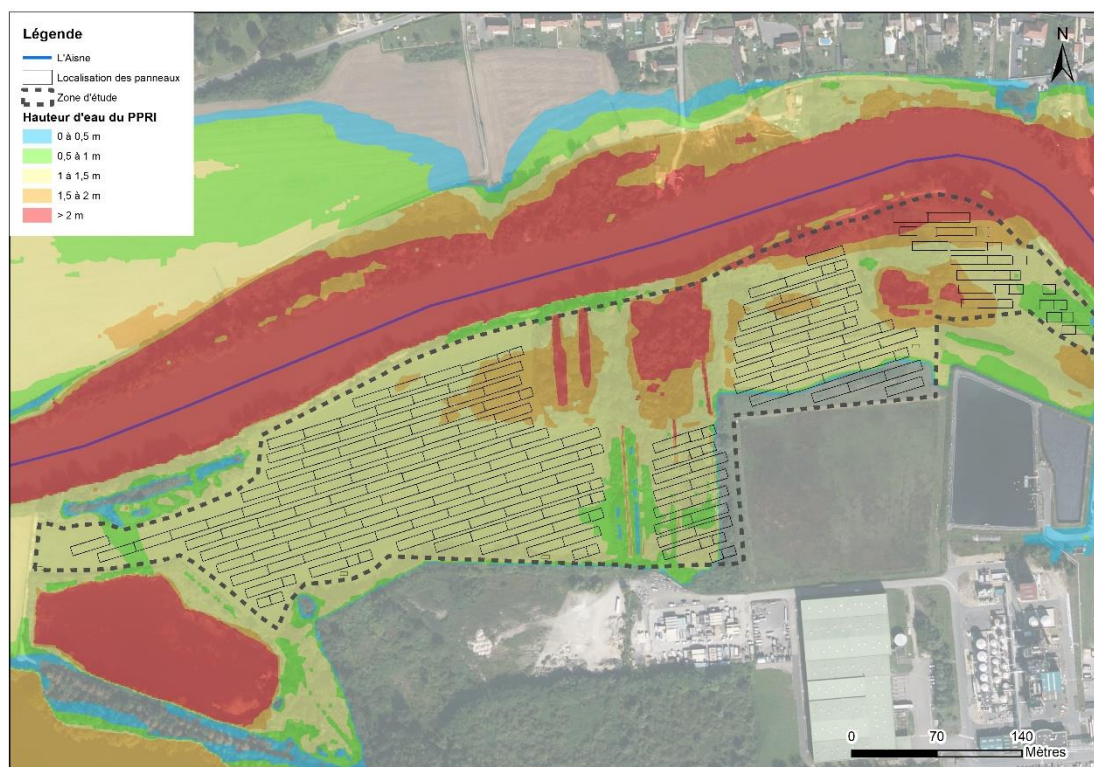 Légende
L'Aisne
Localisation des panneaux
Zone d'étude
Hauteur d'eau du PPRI
0 à 0,5 m
0,5 à 1 m
1 à 1,5 m
1,5 à 2 m
> 2 m
N
0 70 140
Mètres